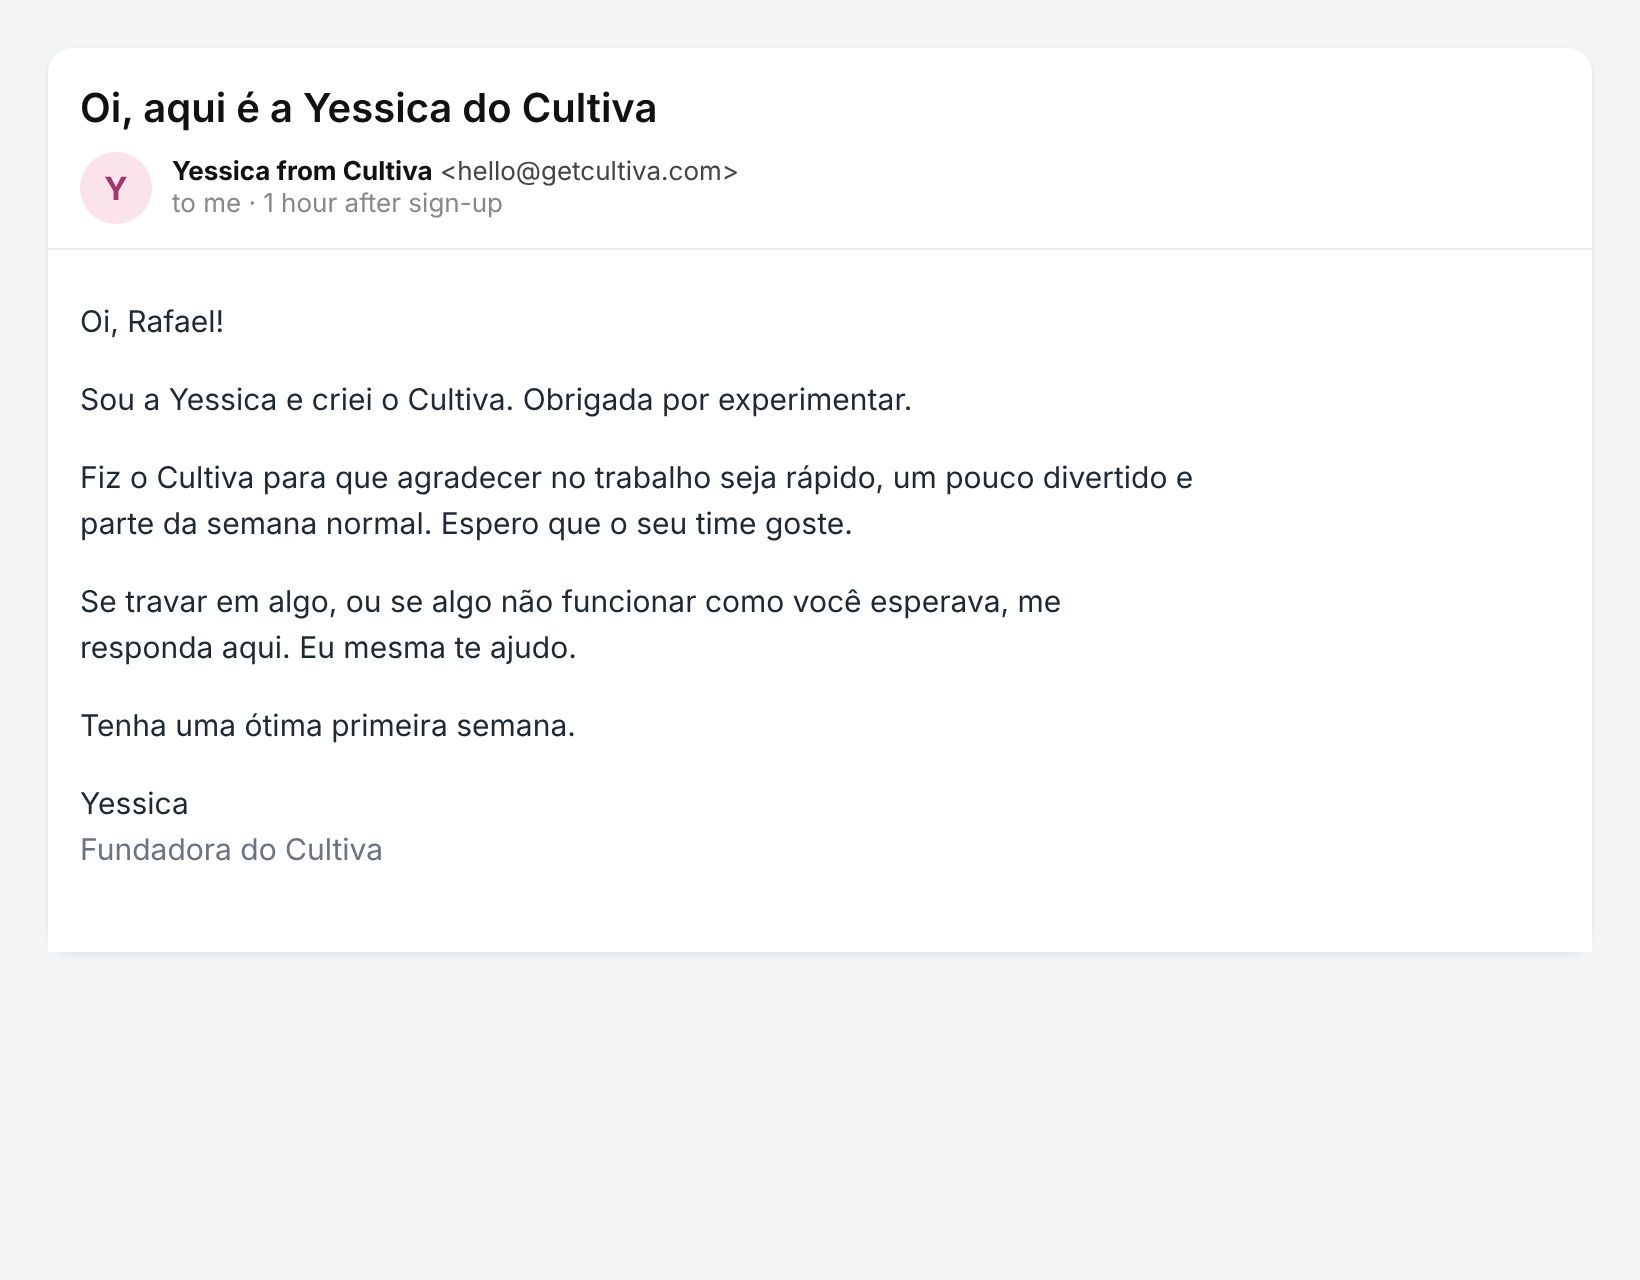 Oi, aqui é a Yessica do Cultiva
Y
Yessica from Cultiva <hello@getcultiva.com>
to me · 1 hour after sign-up
Oi, Rafael!
Sou a Yessica e criei o Cultiva. Obrigada por experimentar.
Fiz o Cultiva para que agradecer no trabalho seja rápido, um pouco divertido e
parte da semana normal. Espero que o seu time goste.
Se travar em algo, ou se algo não funcionar como você esperava, me
responda aqui. Eu mesma te ajudo.
Tenha uma ótima primeira semana.
Yessica
Fundadora do Cultiva